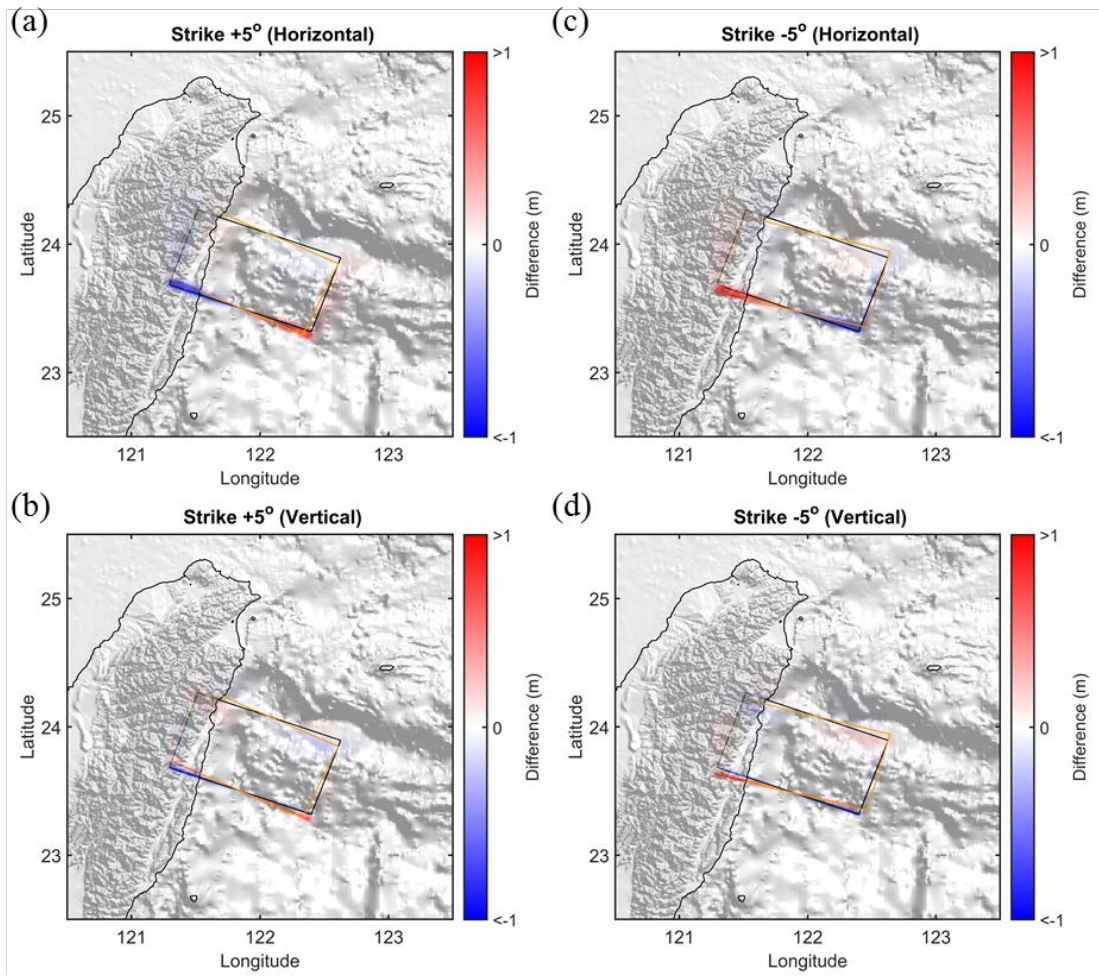 (a)
Strike +5° (Horizontal)
25
24
23
121
122
123
Latitude
Longitude
>1
0
<-1
Difference (m)
(c)
Strike -5° (Horizontal)
25
24
23
121
122
123
Latitude
Longitude
>1
0
<-1
Difference (m)
(b)
Strike +5° (Vertical)
25
24
23
121
122
123
Latitude
Longitude
>1
0
<-1
Difference (m)
(d)
Strike -5° (Vertical)
25
24
23
121
122
123
Latitude
Longitude
>1
0
<-1
Difference (m)